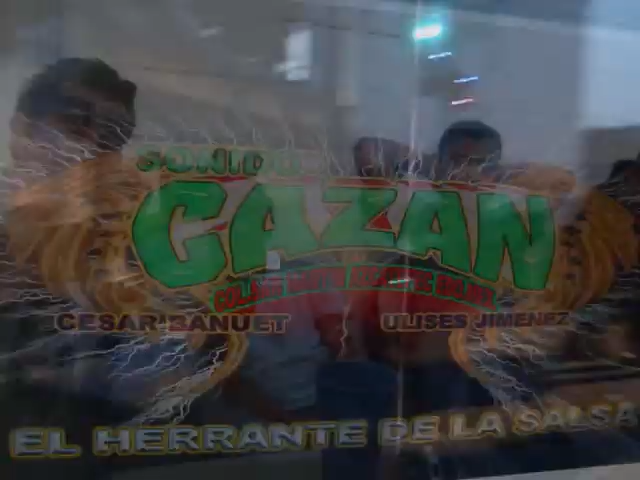 SONIDO
CAZAN
CESAR BANUET Y ULISES JIMENEZ
EL HERRANTE DE LA SALSA